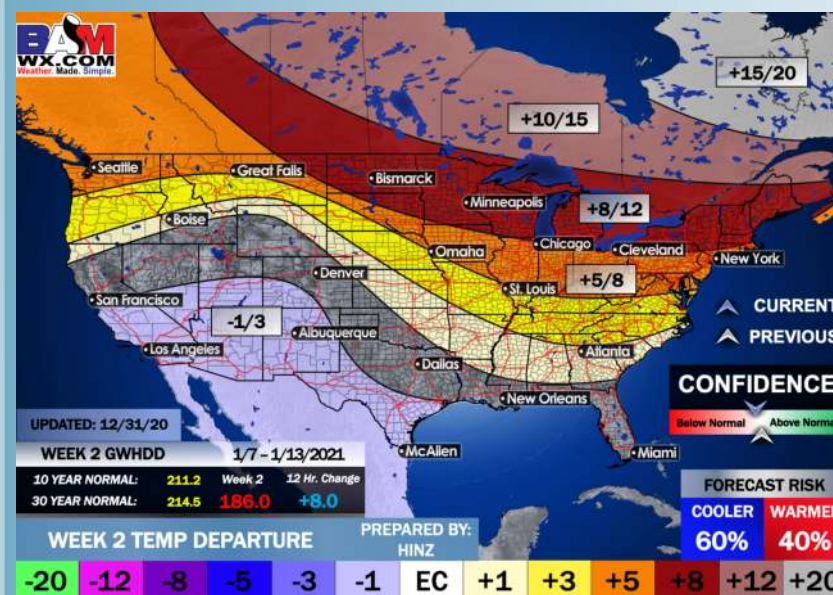 BAM
WX.COM
Weather. Made. Simple.
+15/20
+10/15
Seattle
Great Falls
Bismarck
Minneapolis
+8/12
Boise
Omaha
Chicago
Cleveland
New York
Denver
St. Louis
+5/8
San Francisco
-1/3
Albuquerque
CURRENT
PREVIOUS
Los Angeles
Dallas
Atlanta
New Orleans
CONFIDENCE
Below Normal
Above Norma
UPDATED: 12/31/20
WEEK 2 GWHDD 1/7 – 1/13/2021
McAllen
Miami
10 YEAR NORMAL: 211.2 Week 2 12 Hr. Change
30 YEAR NORMAL: 214.5 186.0 +8.0
FORECAST RISK
COOLER WARMER
60% 40%
WEEK 2 TEMP DEPARTURE
PREPARED BY:
HINZ
-20 -12 -8 -5 -3 -1 EC +1 +3 +5 +8 +12 +20